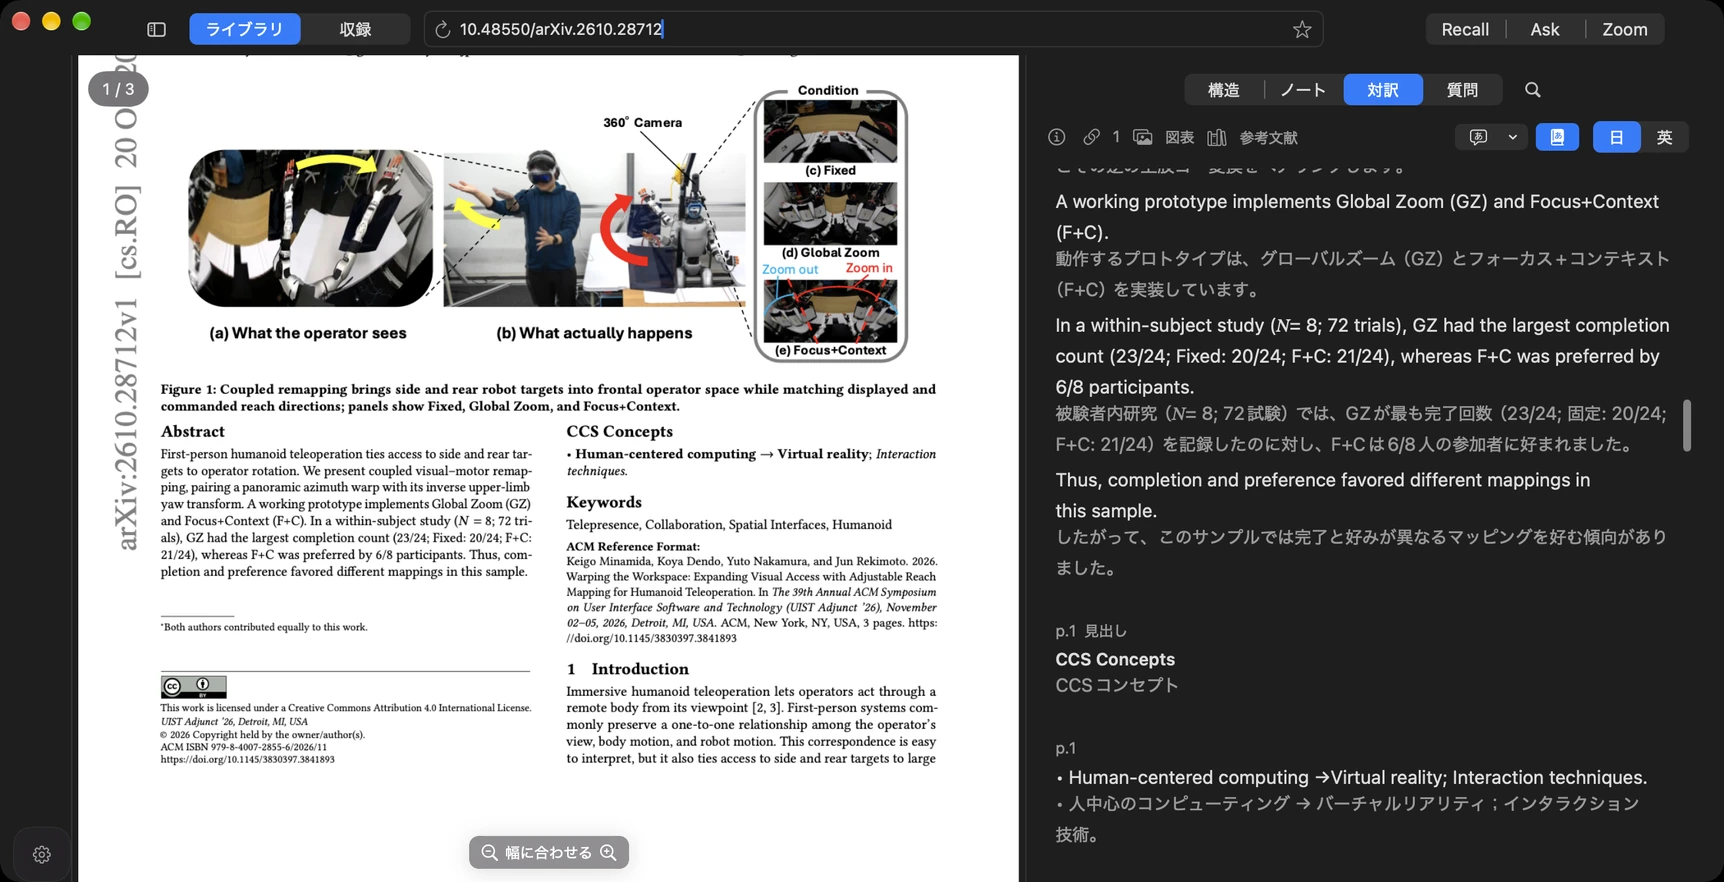 ライブラリ
収録
10.48550/arXiv.2610.28712
Recall
Ask
Zoom
1 / 3
arXiv:2610.28712v1 [cs.RO] 20 O
360° Camera
Condition
(c) Fixed
(d) Global Zoom
Zoom out
Zoom in
(e) Focus+Context
(a) What the operator sees
(b) What actually happens
Figure 1: Coupled remapping brings side and rear robot targets into frontal operator space while matching displayed and
commanded reach directions; panels show Fixed, Global Zoom, and Focus+Context.
Abstract
First-person humanoid teleoperation ties access to side and rear tar-
gets to operator rotation. We present coupled visual–motor remap-
ping, pairing a panoramic azimuth warp with its inverse upper-limb
yaw transform. A working prototype implements Global Zoom (GZ)
and Focus+Context (F+C). In a within-subject study (N = 8; 72 tri-
als), GZ had the largest completion count (23/24; Fixed: 20/24; F+C:
21/24), whereas F+C was preferred by 6/8 participants. Thus, com-
pletion and preference favored different mappings in this sample.
*Both authors contributed equally to this work.
cc BY
This work is licensed under a Creative Commons Attribution 4.0 International License.
UIST Adjunct '26, Detroit, MI, USA
© 2026 Copyright held by the owner/author(s).
ACM ISBN 979-8-4007-2855-6/2026/11
https://doi.org/10.1145/3830397.3841893
CCS Concepts
• Human-centered computing → Virtual reality; Interaction
techniques.
Keywords
Telepresence, Collaboration, Spatial Interfaces, Humanoid
ACM Reference Format:
Keigo Minamida, Koya Dendo, Yuto Nakamura, and Jun Rekimoto. 2026.
Warping the Workspace: Expanding Visual Access with Adjustable Reach
Mapping for Humanoid Teleoperation. In The 39th Annual ACM Symposium
on User Interface Software and Technology (UIST Adjunct '26), November
02–05, 2026, Detroit, MI, USA. ACM, New York, NY, USA, 3 pages. https:
//doi.org/10.1145/3830397.3841893
1 Introduction
Immersive humanoid teleoperation lets operators act through a
remote body from its viewpoint [2, 3]. First-person systems com-
monly preserve a one-to-one relationship among the operator's
view, body motion, and robot motion. This correspondence is easy
to interpret, but it also ties access to side and rear targets to large
幅に合わせる
構造
ノート
対訳
質問
1
図表
参考文献
あ
あ
日
英
A working prototype implements Global Zoom (GZ) and Focus+Context
(F+C).
動作するプロトタイプは、グローバルズーム（GZ）とフォーカス＋コンテキスト
（F+C）を実装しています。
In a within-subject study (N= 8; 72 trials), GZ had the largest completion
count (23/24; Fixed: 20/24; F+C: 21/24), whereas F+C was preferred by
6/8 participants.
被験者内研究（N= 8; 72試験）では、GZが最も完了回数（23/24; 固定: 20/24;
F+C: 21/24）を記録したのに対し、F+Cは6/8人の参加者に好まれました。
Thus, completion and preference favored different mappings in
this sample.
したがって、このサンプルでは完了と好みが異なるマッピングを好む傾向があり
ました。
p.1 見出し
CCS Concepts
CCSコンセプト
p.1
• Human-centered computing →Virtual reality; Interaction techniques.
• 人中心のコンピューティング → バーチャルリアリティ；インタラクション
技術。